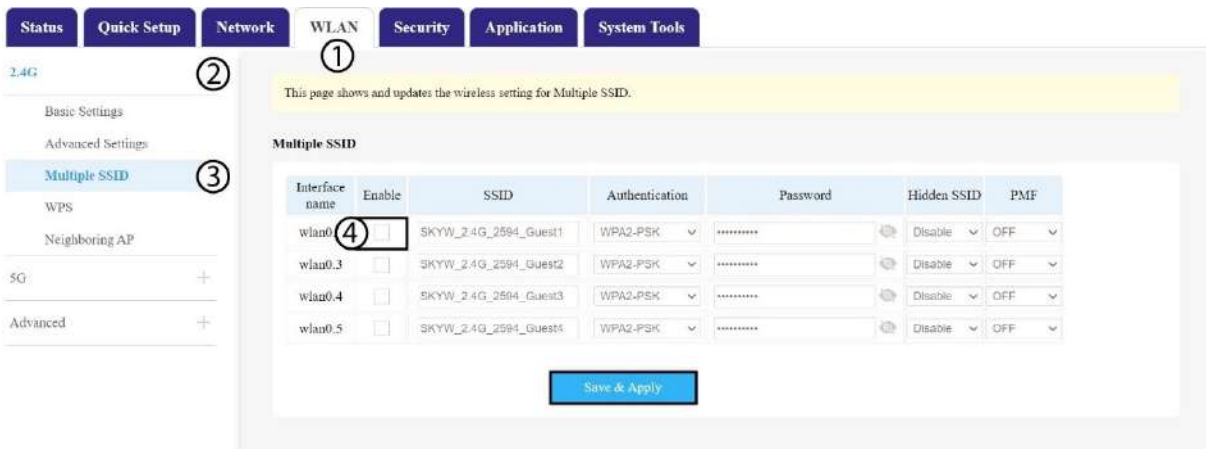 Status Quick Setup Network WLAN Security Application System Tools
1
2.4G 2
This page shows and updates the wireless setting for Multiple SSID.
Basic Settings
Advanced Settings
Multiple SSID
Multiple SSID 3
WPS
Neighboring AP
5G
Advanced
Interface name Enable SSID Authentication Password Hidden SSID PMF
wlan0. 4 SKYW_2.4G_2594_Guest1 WPA2-PSK •••••••••• Disable OFF
wlan0.3 SKYW_2.4G_2594_Guest2 WPA2-PSK •••••••••• Disable OFF
wlan0.4 SKYW_2.4G_2594_Guest3 WPA2-PSK •••••••••• Disable OFF
wlan0.5 SKYW_2.4G_2594_Guest4 WPA2-PSK •••••••••• Disable OFF
Save & Apply